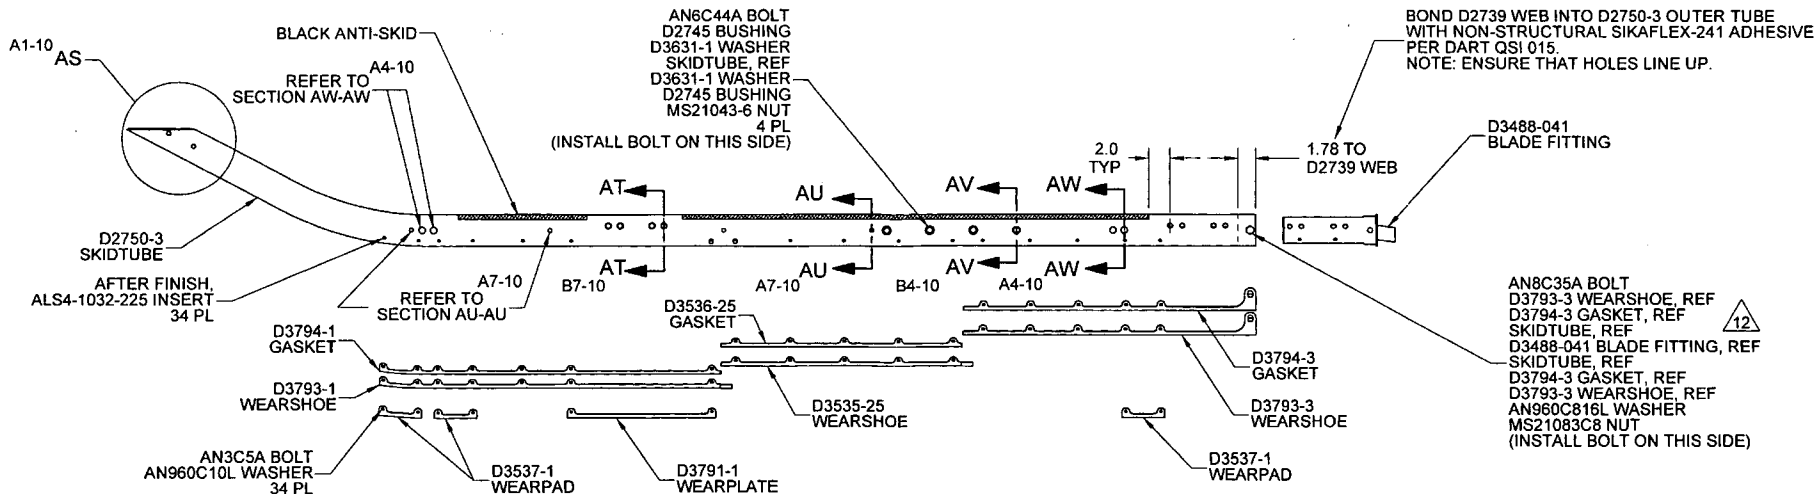 A1-10
AS
BLACK ANTI-SKID
A4-10
REFER TO
SECTION AW-AW
AN6C44A BOLT
D2745 BUSHING
D3631-1 WASHER
SKIDTUBE, REF
D3631-1 WASHER
D2745 BUSHING
MS21043-6 NUT
4 PL
(INSTALL BOLT ON THIS SIDE)
BOND D2739 WEB INTO D2750-3 OUTER TUBE
WITH NON-STRUCTURAL SIKAFLEX-241 ADHESIVE
PER DART QSI 015.
NOTE: ENSURE THAT HOLES LINE UP.
2.0
TYP
1.78 TO
D2739 WEB
D3488-041
BLADE FITTING
AT
AU
AV
AW
D2750-3
SKIDTUBE
AFTER FINISH,
ALS4-1032-225 INSERT
34 PL
A7-10
REFER TO
SECTION AU-AU
AT
B7-10
AU
A7-10
AV
B4-10
AW
A4-10
D3794-1
GASKET
D3793-1
WEARSHOE
AN3C5A BOLT
AN960C10L WASHER
34 PL
D3537-1
WEARPAD
D3791-1
WEARPLATE
D3536-25
GASKET
D3535-25
WEARSHOE
D3794-3
GASKET
D3793-3
WEARSHOE
D3537-1
WEARPAD
AN8C35A BOLT
D3793-3 WEARSHOE, REF
D3794-3 GASKET, REF
SKIDTUBE, REF
D3488-041 BLADE FITTING, REF
SKIDTUBE, REF
D3794-3 GASKET, REF
D3793-3 WEARSHOE, REF
AN960C816L WASHER
MS21083C8 NUT
(INSTALL BOLT ON THIS SIDE)
12